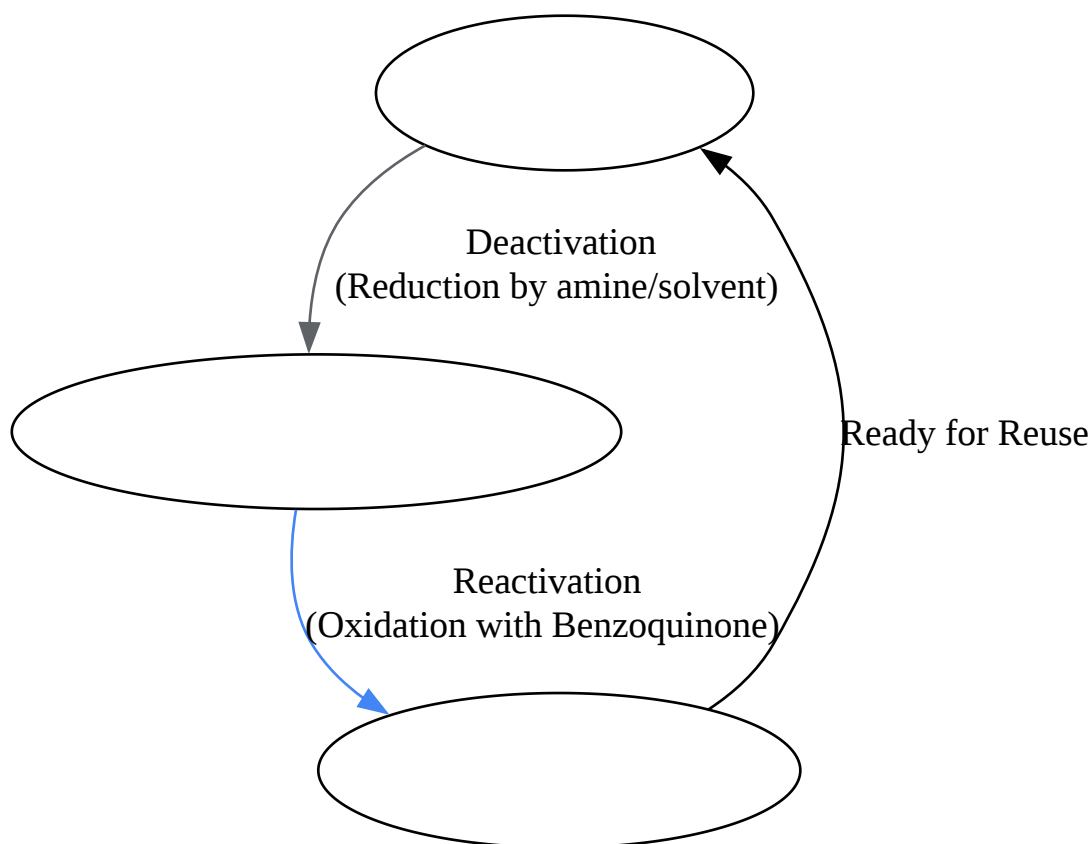 Deactivation
(Reduction by amine/solvent)
Ready for Reuse
Reactivation
(Oxidation with Benzoquinone)